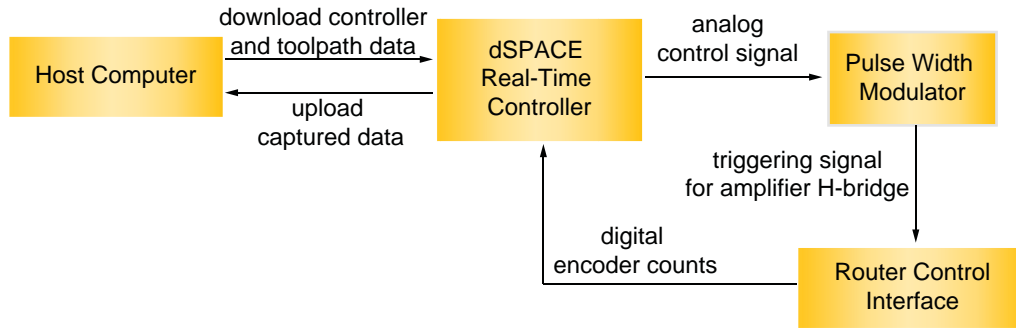 download controller
and toolpath data
Host Computer
upload
captured data
dSPACE
Real-Time
Controller
analog
control signal
Pulse Width
Modulator
triggering signal
for amplifier H-bridge
digital
encoder counts
Router Control
Interface